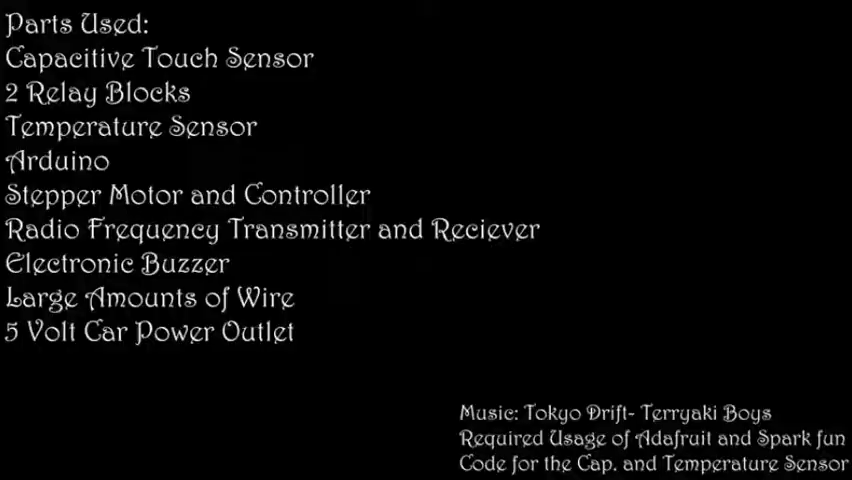 Parts Used:
Capacitive Touch Sensor
2 Relay Blocks
Temperature Sensor
Arduino
Stepper Motor and Controller
Radio Frequency Transmitter and Reciever
Electronic Buzzer
Large Amounts of Wire
5 Volt Car Power Outlet
Music: Tokyo Drift- Terryaki Boys
Required Usage of Adafruit and Spark fun
Code for the Cap. and Temperature Sensor